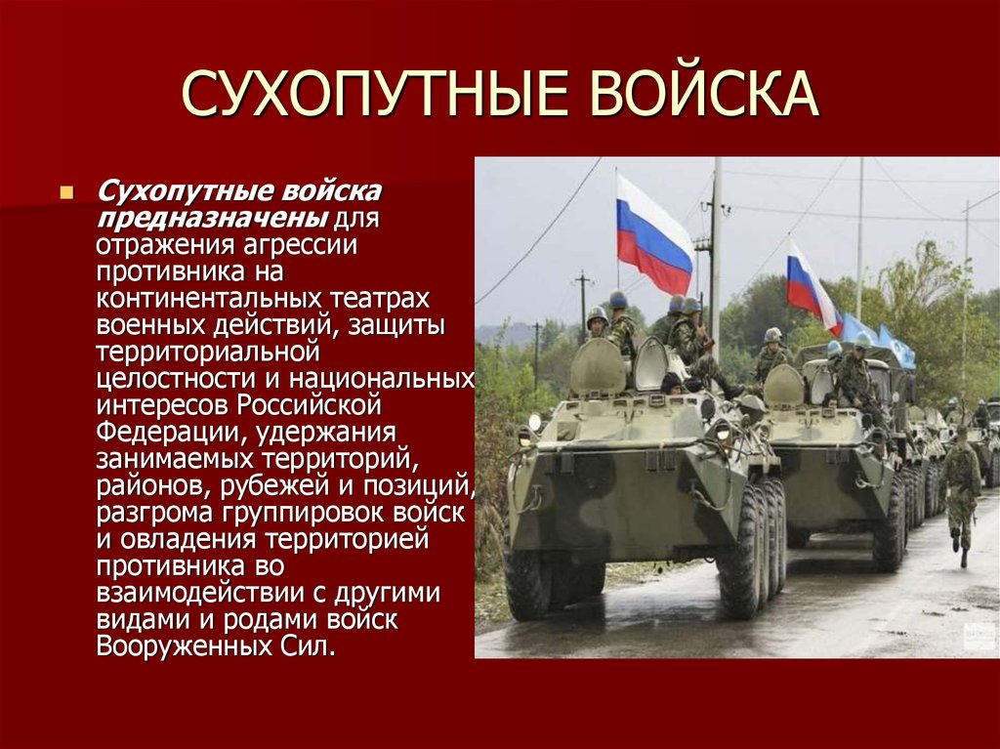 СУХОПУТНЫЕ ВОЙСКА
Сухопутные войска
предназначены для
отражения агрессии
противника на
континентальных театрах
военных действий, защиты
территориальной
целостности и национальных
интересов Российской
Федерации, удержания
занимаемых территорий,
районов, рубежей и позиций,
разгрома группировок войск
и овладения территорией
противника во
взаимодействии с другими
видами и родами войск
Вооруженных Сил.